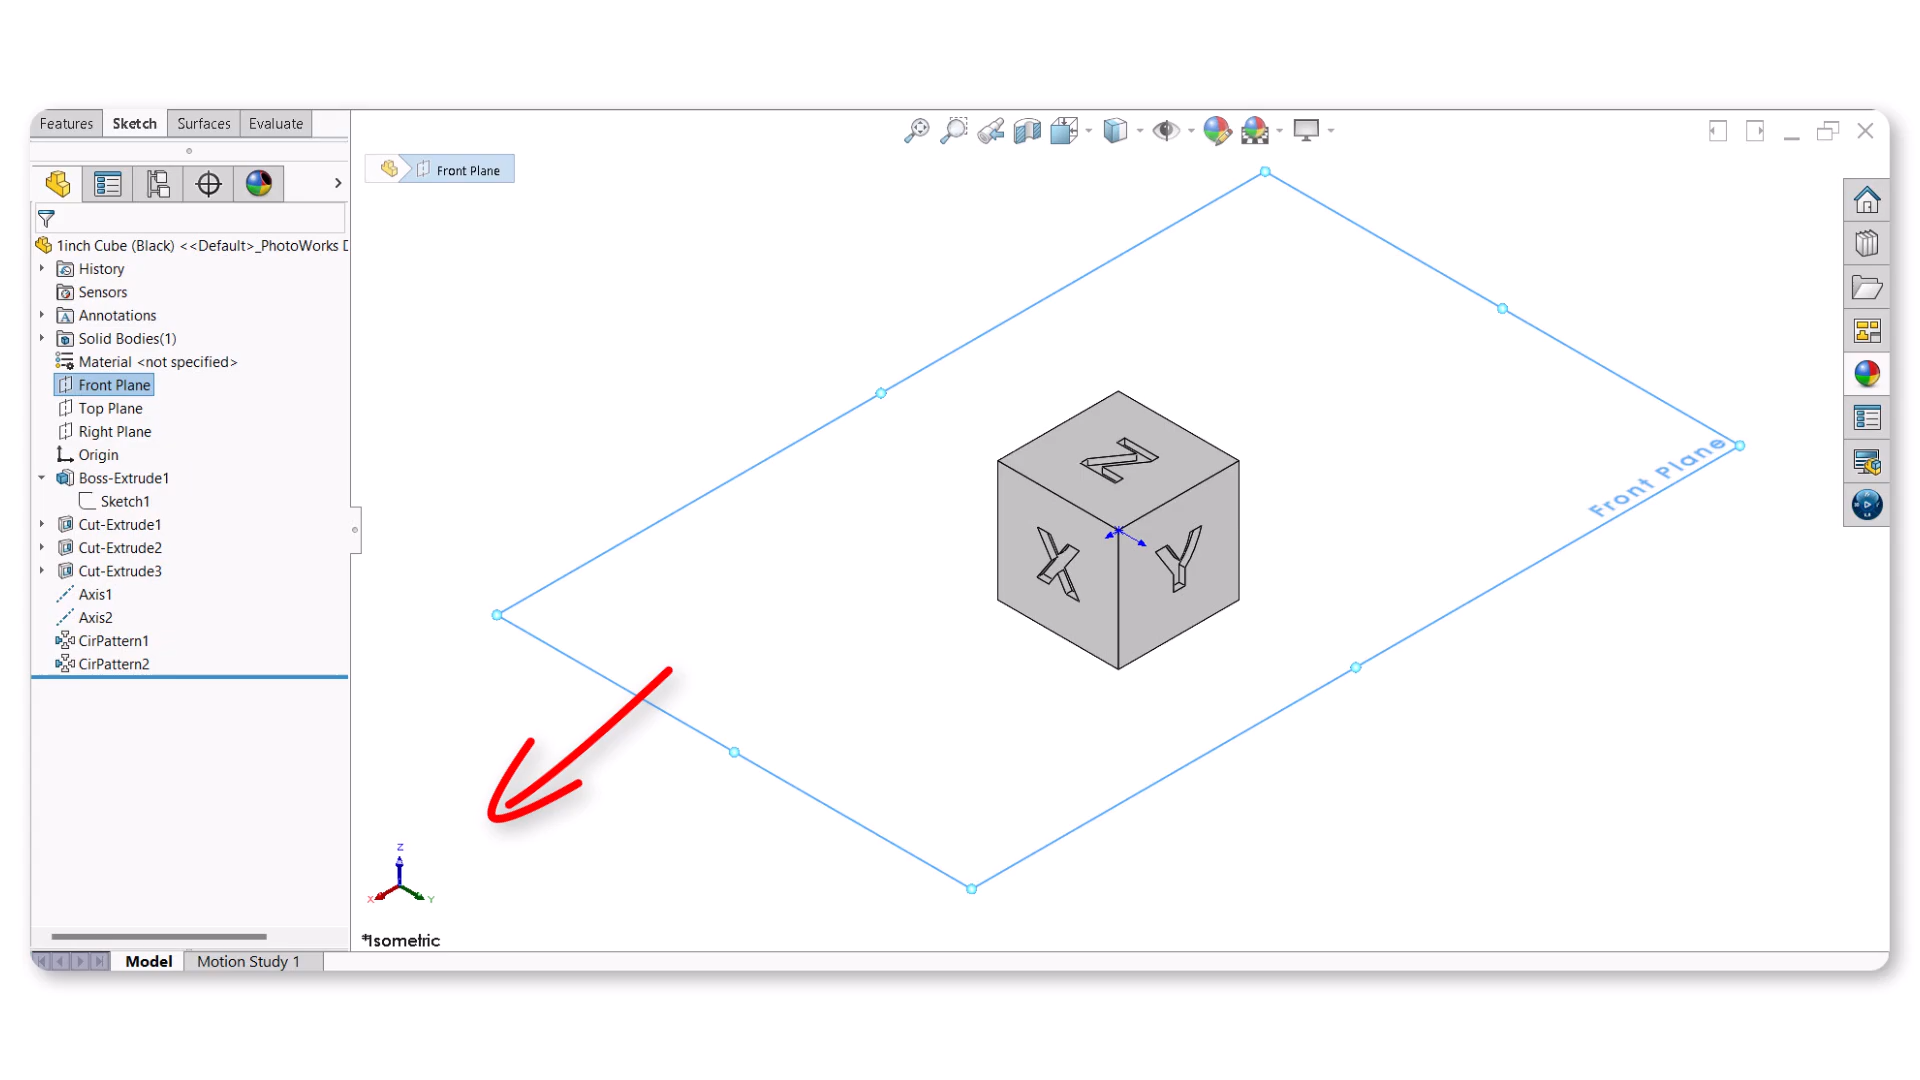 Features Sketch Surfaces Evaluate
Front Plane
1inch Cube (Black) <<Default>_PhotoWorks D
History
Sensors
Annotations
Solid Bodies(1)
Material <not specified>
Front Plane
Top Plane
Right Plane
Origin
Boss-Extrude1
Sketch1
Cut-Extrude1
Cut-Extrude2
Cut-Extrude3
Axis1
Axis2
CirPattern1
CirPattern2
Front Plane
Z
X
Y
Z
X
Y
*Isometric
Model Motion Study 1